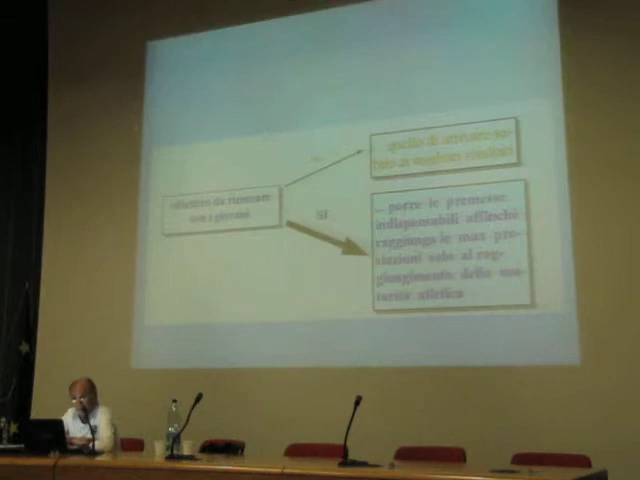 obiettivo da ricercare
con i giovani
SI
quello di arrivare su-
bito ai migliori risultati
... porre le premesse
indispensabili affinchè
raggiunga le max pre-
stazioni solo al rag-
giungimento della ma-
turità atletica